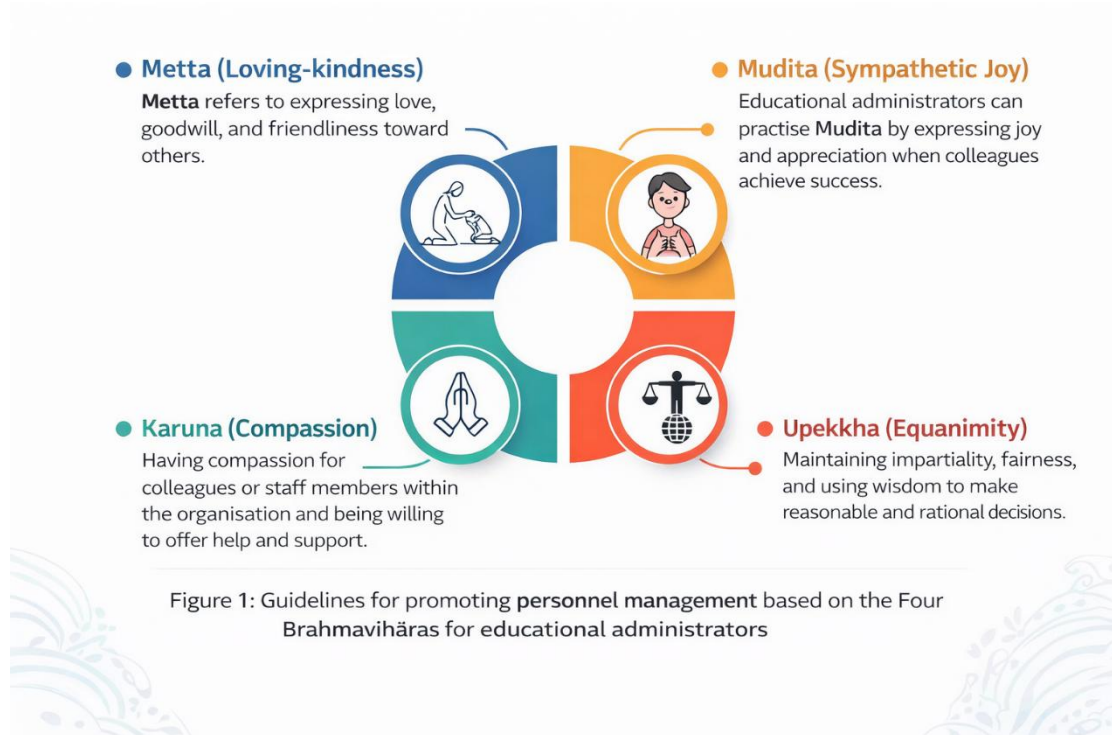 Metta (Loving-kindness)
Metta refers to expressing love,
goodwill, and friendliness toward
others.
Mudita (Sympathetic Joy)
Educational administrators can
practise Mudita by expressing joy
and appreciation when colleagues
achieve success.
Karuna (Compassion)
Having compassion for
colleagues or staff members within
the organisation and being willing
to offer help and support.
Upekkha (Equanimity)
Maintaining impartiality, fairness,
and using wisdom to make
reasonable and rational decisions.
Figure 1: Guidelines for promoting personnel management based on the Four
Brahmavihäras for educational administrators